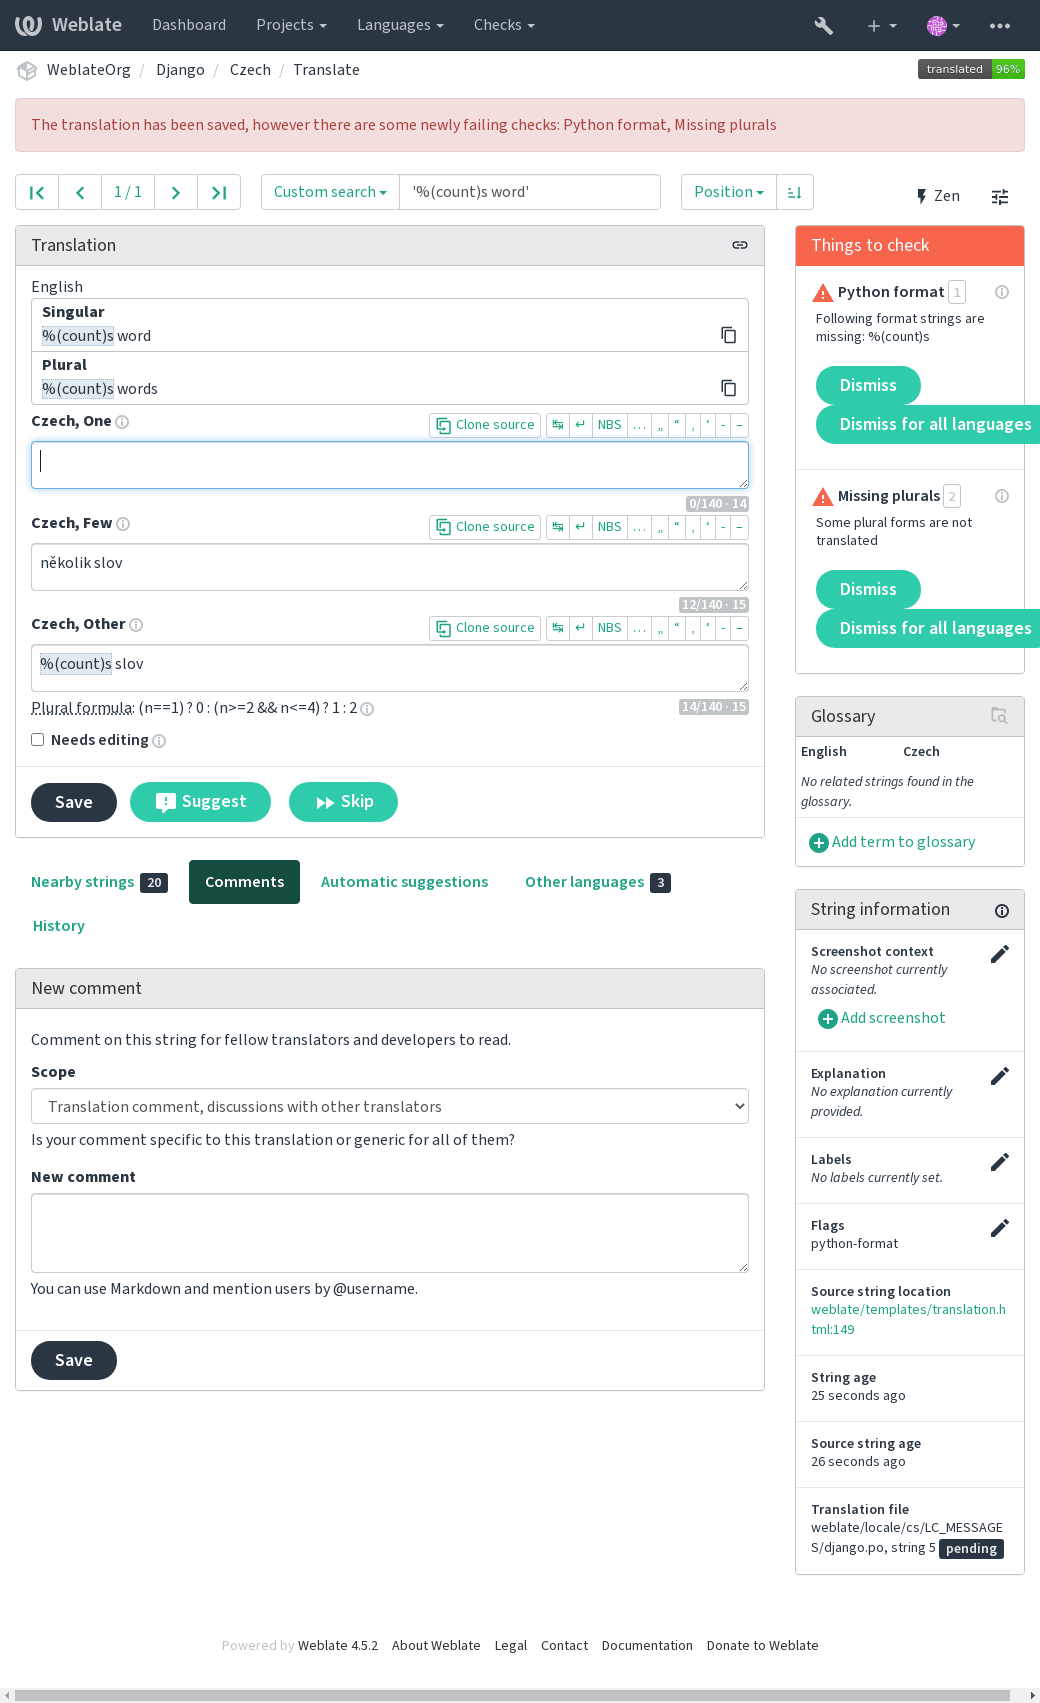 Weblate Dashboard Projects Languages Checks
WeblateOrg / Django / Czech / Translate translated 96%
The translation has been saved, however there are some newly failing checks: Python format, Missing plurals
1 / 1 Custom search '%(count)s word' Position Zen
Translation
English
Singular
%(count)s word
Plural
%(count)s words
Czech, One Clone source ↹ ↵ NBS … „ “ ‚ ‘ - –
0/140 · 14
Czech, Few Clone source ↹ ↵ NBS … „ “ ‚ ‘ - –
několik slov
12/140 · 15
Czech, Other Clone source ↹ ↵ NBS … „ “ ‚ ‘ - –
%(count)s slov
Plural formula: (n==1) ? 0 : (n>=2 && n<=4) ? 1 : 2 14/140 · 15
Needs editing
Save Suggest Skip
Nearby strings 20 Comments Automatic suggestions Other languages 3
History
New comment
Comment on this string for fellow translators and developers to read.
Scope
Translation comment, discussions with other translators
Is your comment specific to this translation or generic for all of them?
New comment
You can use Markdown and mention users by @username.
Save
Things to check
Python format 1
Following format strings are
missing: %(count)s
Dismiss
Dismiss for all languages
Missing plurals 2
Some plural forms are not
translated
Dismiss
Dismiss for all languages
Glossary
English Czech
No related strings found in the
glossary.
Add term to glossary
String information
Screenshot context
No screenshot currently
associated.
Add screenshot
Explanation
No explanation currently
provided.
Labels
No labels currently set.
Flags
python-format
Source string location
weblate/templates/translation.h
tml:149
String age
25 seconds ago
Source string age
26 seconds ago
Translation file
weblate/locale/cs/LC_MESSAGE
S/django.po, string 5 pending
Powered by Weblate 4.5.2 About Weblate Legal Contact Documentation Donate to Weblate